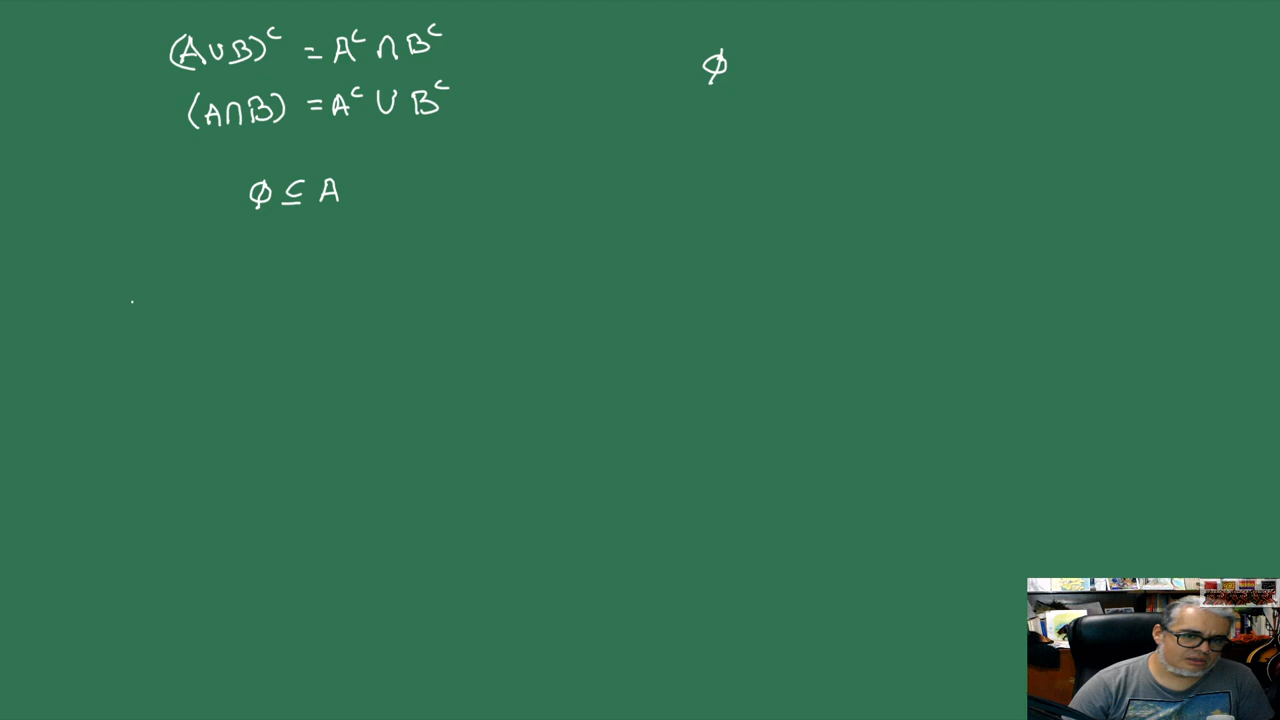 (A∪B)ᶜ = Aᶜ ∩ Bᶜ
(A∩B) = Aᶜ ∪ Bᶜ
ϕ ⊆ A
ϕ